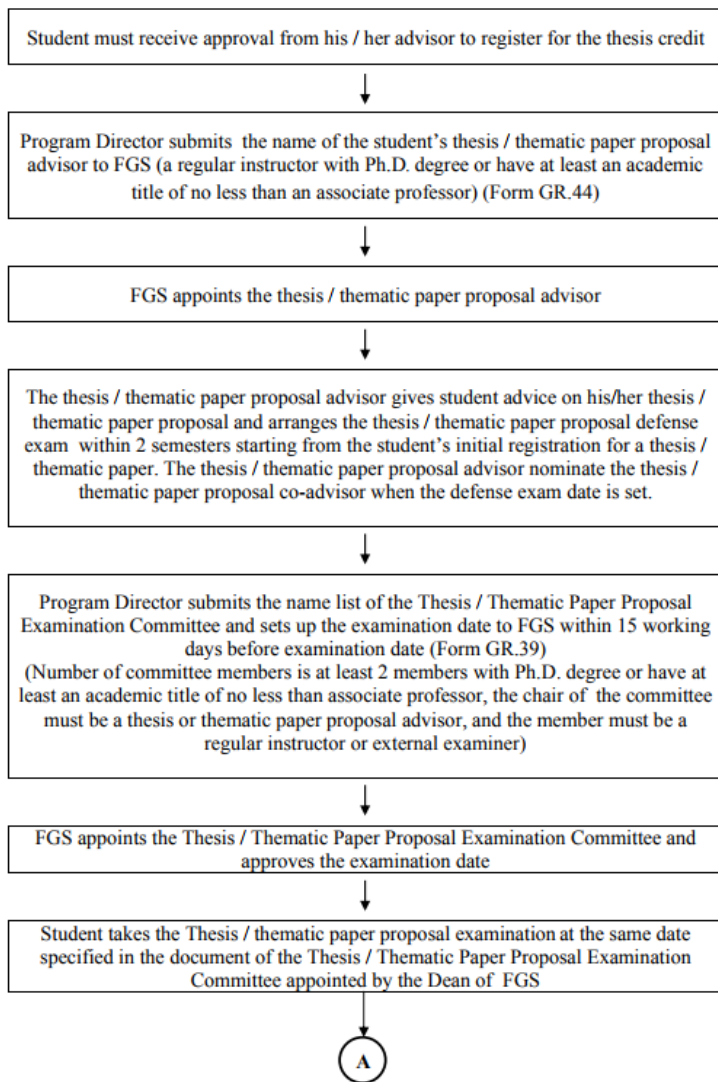 Student must receive approval from his / her advisor to register for the thesis credit
Program Director submits the name of the student's thesis / thematic paper proposal
advisor to FGS (a regular instructor with Ph.D. degree or have at least an academic
title of no less than an associate professor) (Form GR.44)
FGS appoints the thesis / thematic paper proposal advisor
The thesis / thematic paper proposal advisor gives student advice on his/her thesis /
thematic paper proposal and arranges the thesis / thematic paper proposal defense
exam within 2 semesters starting from the student's initial registration for a thesis
/ thematic paper. The thesis / thematic paper proposal advisor nominate the thesis /
thematic paper proposal co-advisor when the defense exam date is set.
Program Director submits the name list of the Thesis / Thematic Paper Proposal
Examination Committee and sets up the examination date to FGS within 15 working
days before examination date (Form GR.39)
(Number of committee members is at least 2 members with Ph.D. degree or have at
least an academic title of no less than associate professor, the chair of the committee
must be a thesis or thematic paper proposal advisor, and the member must be a
regular instructor or external examiner)
FGS appoints the Thesis / Thematic Paper Proposal Examination Committee and
approves the examination date
Student takes the Thesis / thematic paper proposal examination at the same date
specified in the document of the Thesis / Thematic Paper Proposal Examination
Committee appointed by the Dean of FGS
A